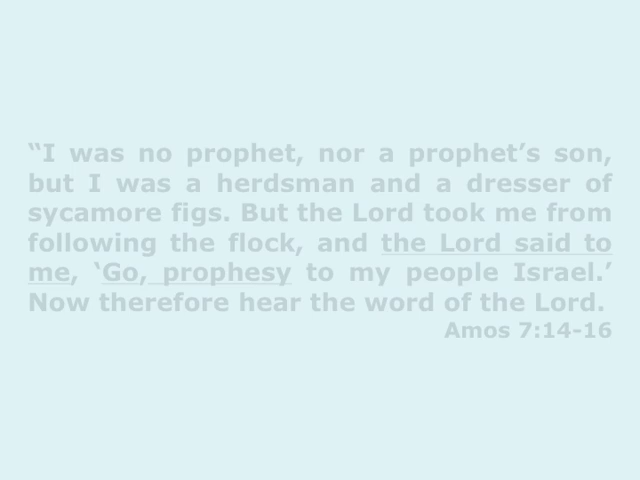 “I was no prophet, nor a prophet’s son,
but I was a herdsman and a dresser of
sycamore figs. But the Lord took me from
following the flock, and the Lord said to
me, ‘Go, prophesy to my people Israel.’
Now therefore hear the word of the Lord.
Amos 7:14-16